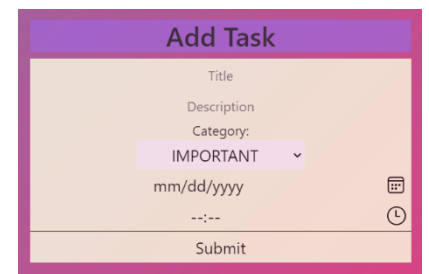 Add Task
Title
Description
Category:
IMPORTANT
mm/dd/yyyy
--:--
Submit